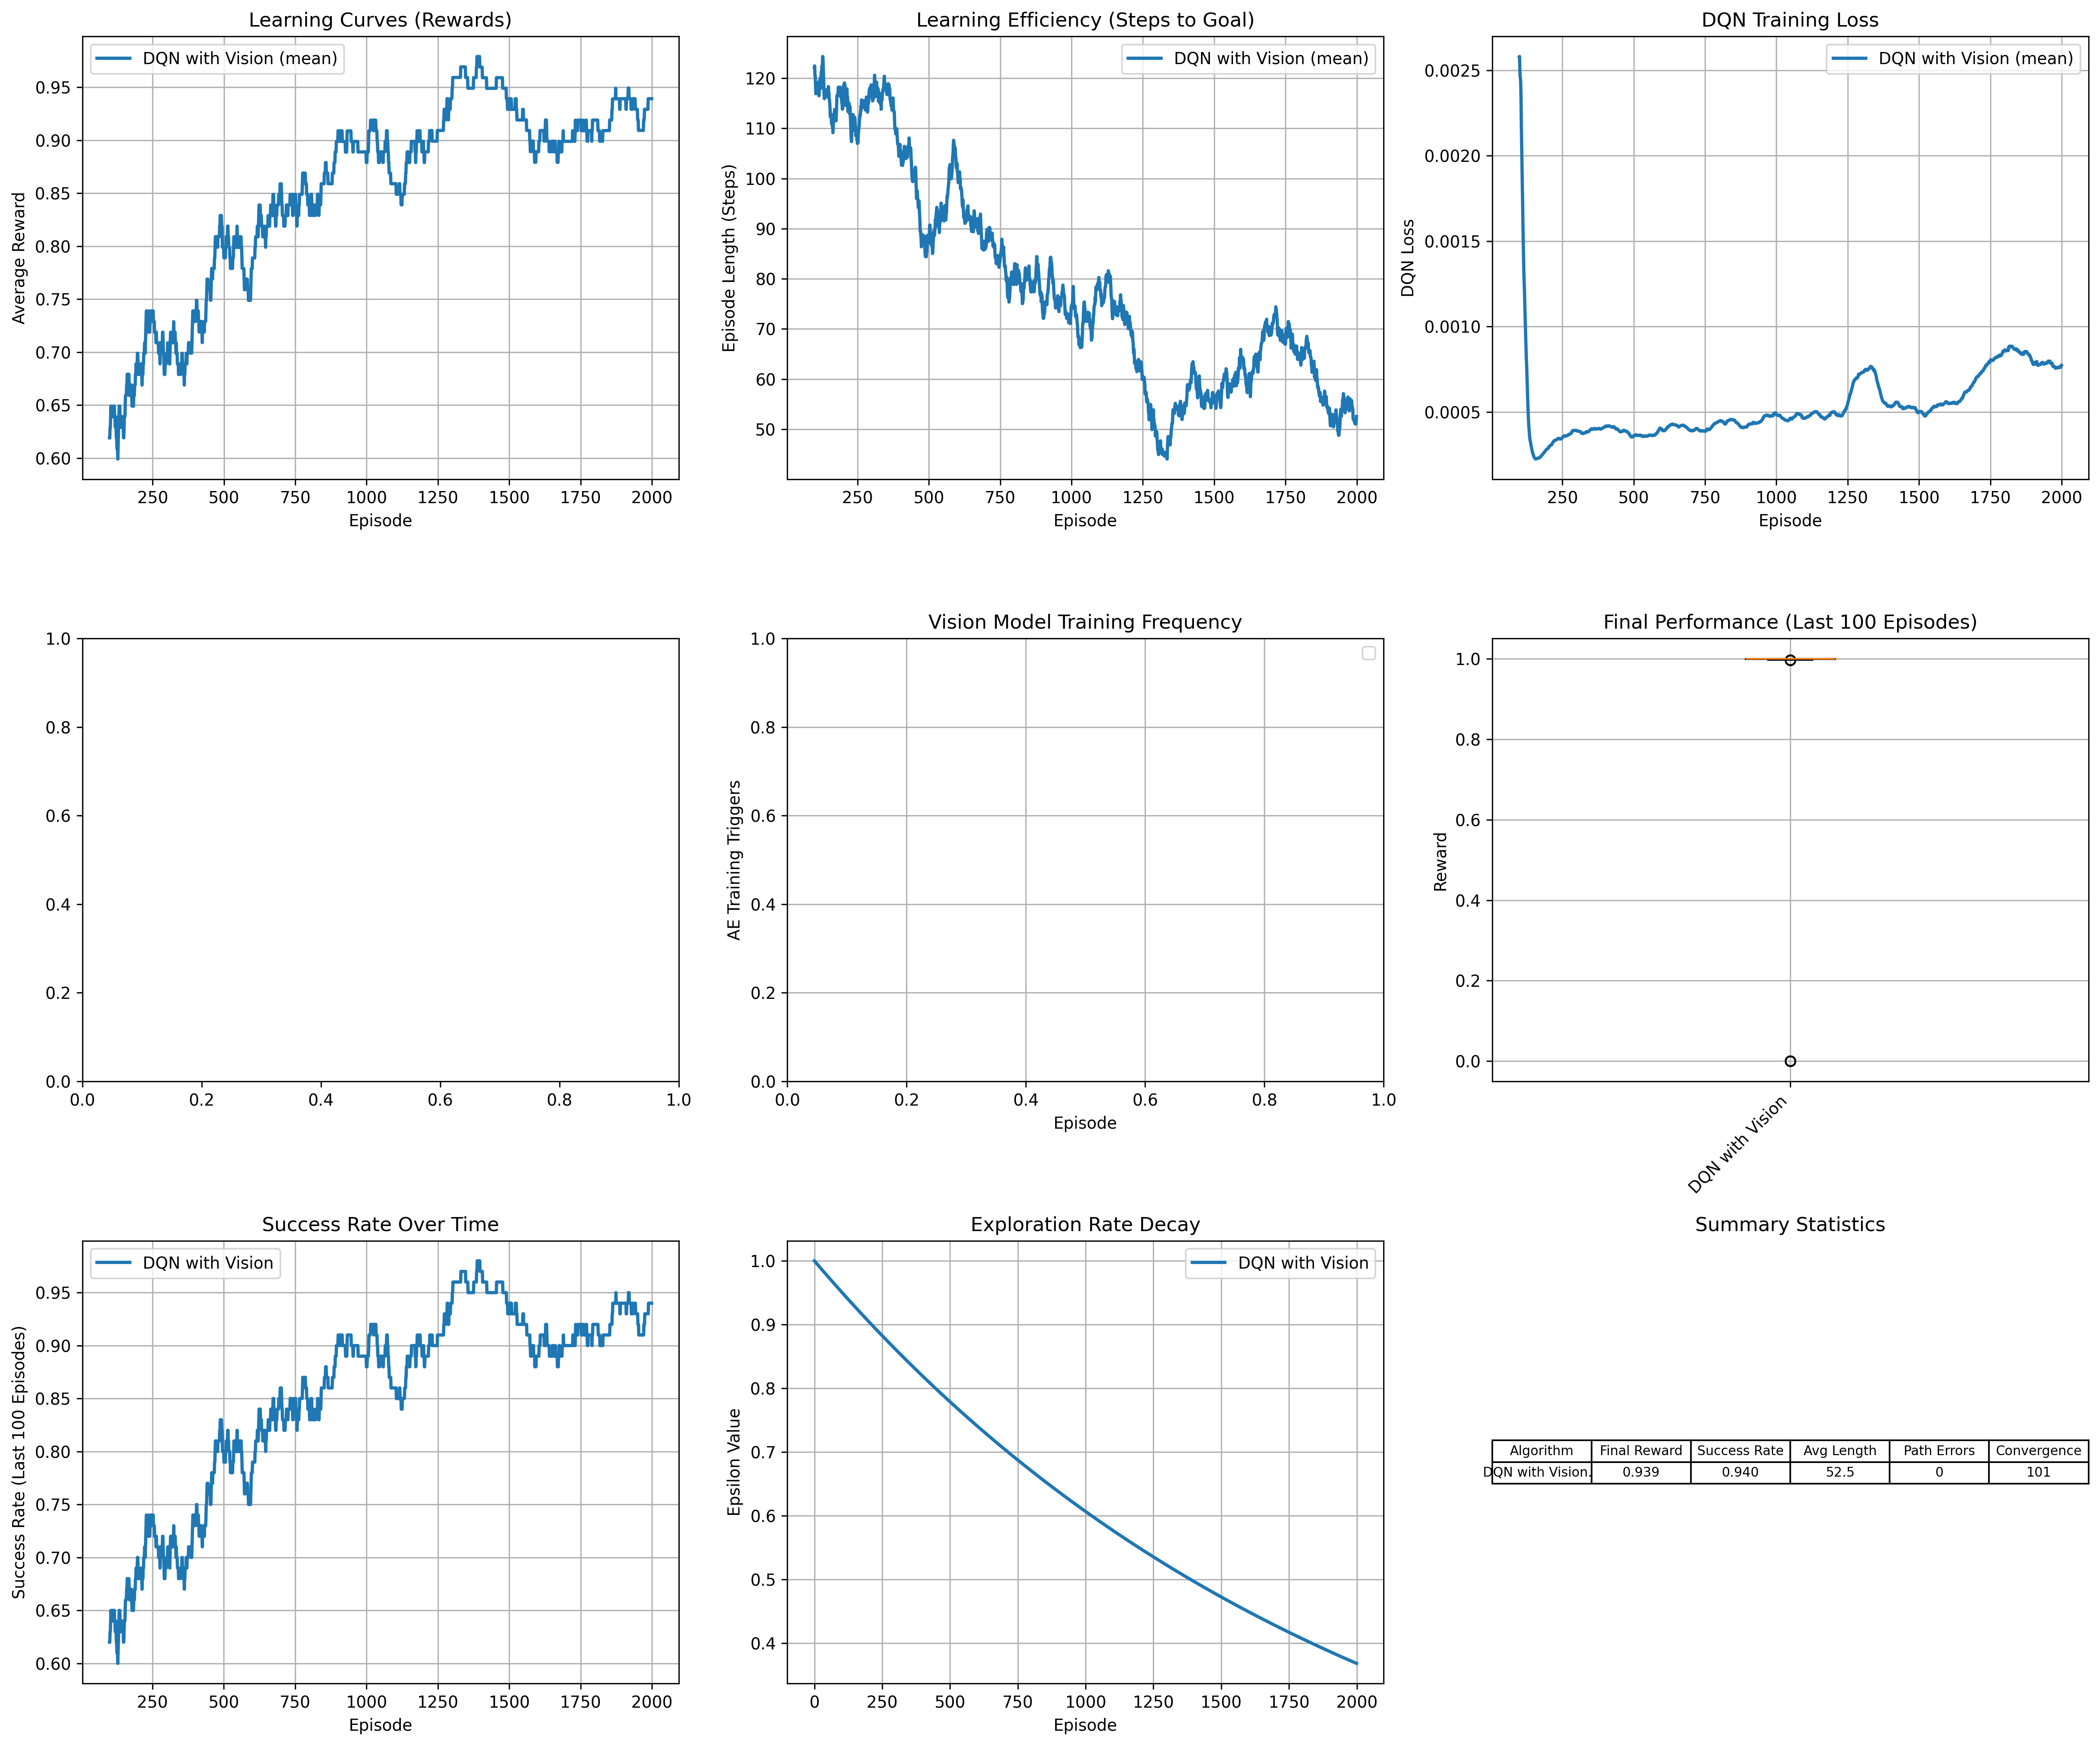 Learning Curves (Rewards)
DQN with Vision (mean)
Average Reward
0.95
0.90
0.85
0.80
0.75
0.70
0.65
0.60
250 500 750 1000 1250 1500 1750 2000
Episode
Learning Efficiency (Steps to Goal)
DQN with Vision (mean)
Episode Length (Steps)
120
110
100
90
80
70
60
50
250 500 750 1000 1250 1500 1750 2000
Episode
DQN Training Loss
DQN with Vision (mean)
DQN Loss
0.0025
0.0020
0.0015
0.0010
0.0005
250 500 750 1000 1250 1500 1750 2000
Episode
1.0
0.8
0.6
0.4
0.2
0.0
0.0 0.2 0.4 0.6 0.8 1.0
Vision Model Training Frequency
AE Training Triggers
1.0
0.8
0.6
0.4
0.2
0.0
0.0 0.2 0.4 0.6 0.8 1.0
Episode
Final Performance (Last 100 Episodes)
Reward
1.0
0.8
0.6
0.4
0.2
0.0
DQN with Vision
Success Rate Over Time
DQN with Vision
Success Rate (Last 100 Episodes)
0.95
0.90
0.85
0.80
0.75
0.70
0.65
0.60
250 500 750 1000 1250 1500 1750 2000
Episode
Exploration Rate Decay
DQN with Vision
Epsilon Value
1.0
0.9
0.8
0.7
0.6
0.5
0.4
0 250 500 750 1000 1250 1500 1750 2000
Episode
Summary Statistics
Algorithm Final Reward Success Rate Avg Length Path Errors Convergence
DQN with Vision. 0.939 0.940 52.5 0 101